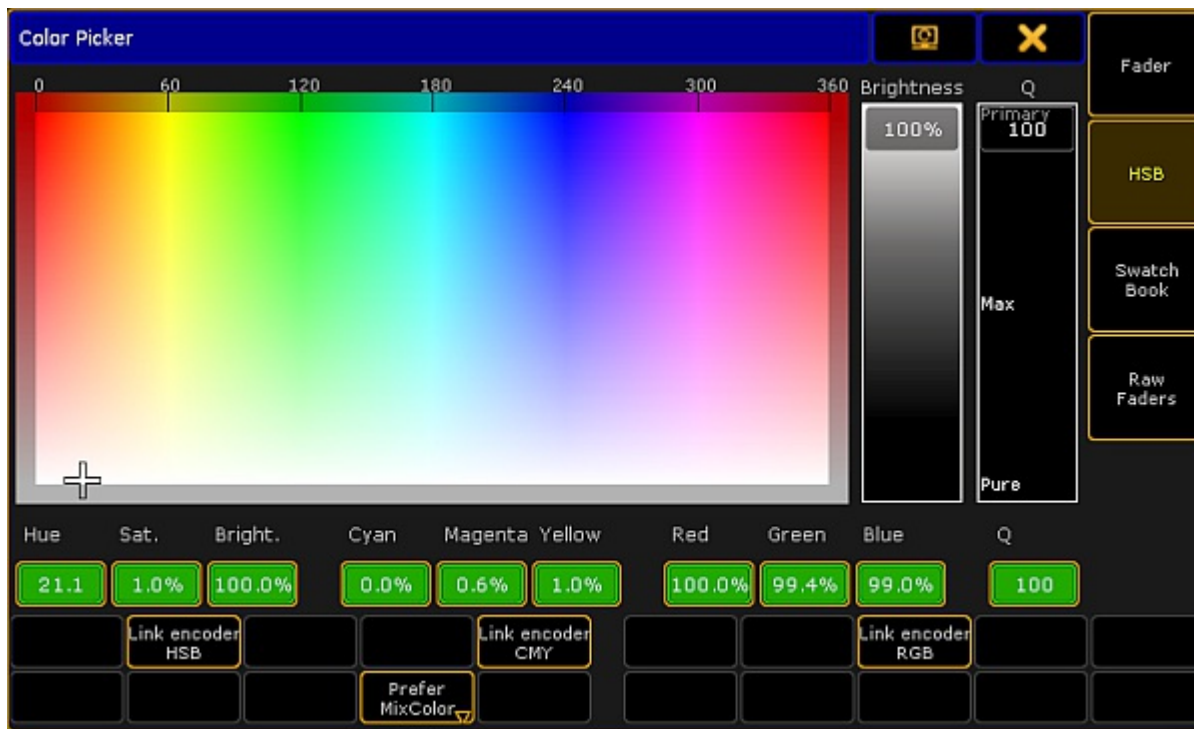 Color Picker
0 60 120 180 240 300 360 Brightness Q
Fader
100%
Primary
100
HSB
Swatch
Book
Max
Raw
Faders
Pure
Hue Sat. Bright. Cyan Magenta Yellow Red Green Blue Q
21.1 1.0% 100.0% 0.0% 0.6% 1.0% 100.0% 99.4% 99.0% 100
Link encoder
HSB
Link encoder
CMY
Link encoder
RGB
Prefer
MixColor